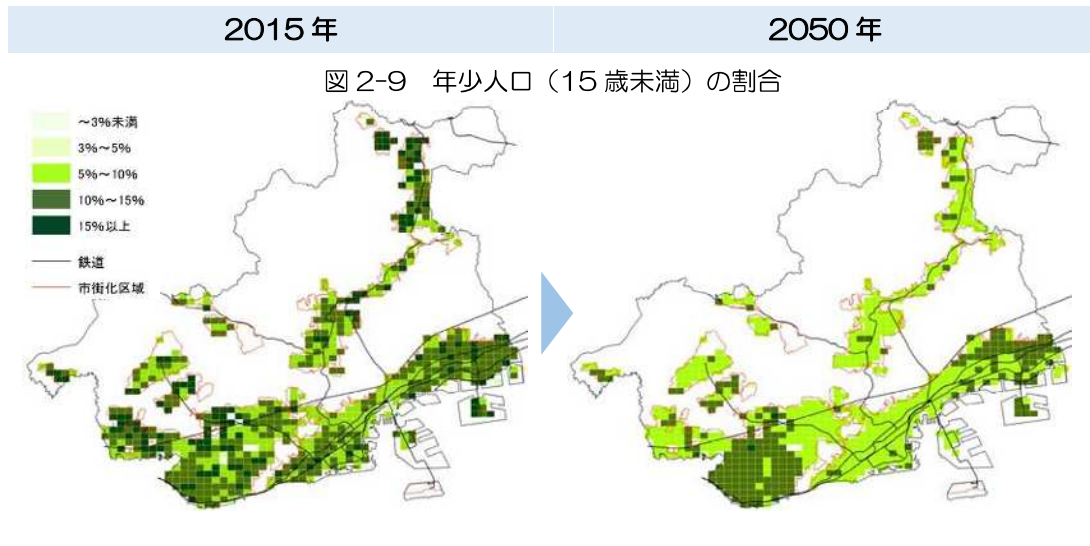 2015年
2050年
図2-9 年少人口（15歳未満）の割合
～3%未満
3%～5%
5%～10%
10%～15%
15%以上
鉄道
市街化区域